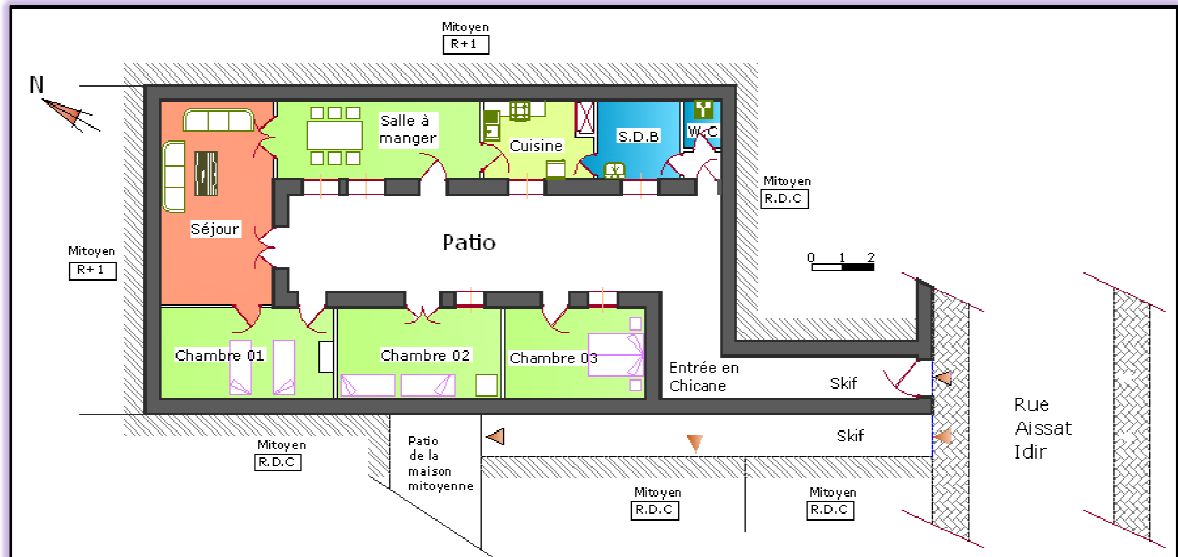 Mitoyen
R+1
N
Salle à
manger
Cuisine
S.D.B
W-C
Mitoyen
R.D.C
Séjour
Patio
Mitoyen
R+1
0 1 2
Chambre 01
Chambre 02
Chambre 03
Entrée en
Chicane
Skif
Rue
Aissat
Idir
Skif
Mitoyen
R.D.C
Patio
de la
maison
mitoyenne
Mitoyen
R.D.C
Mitoyen
R.D.C